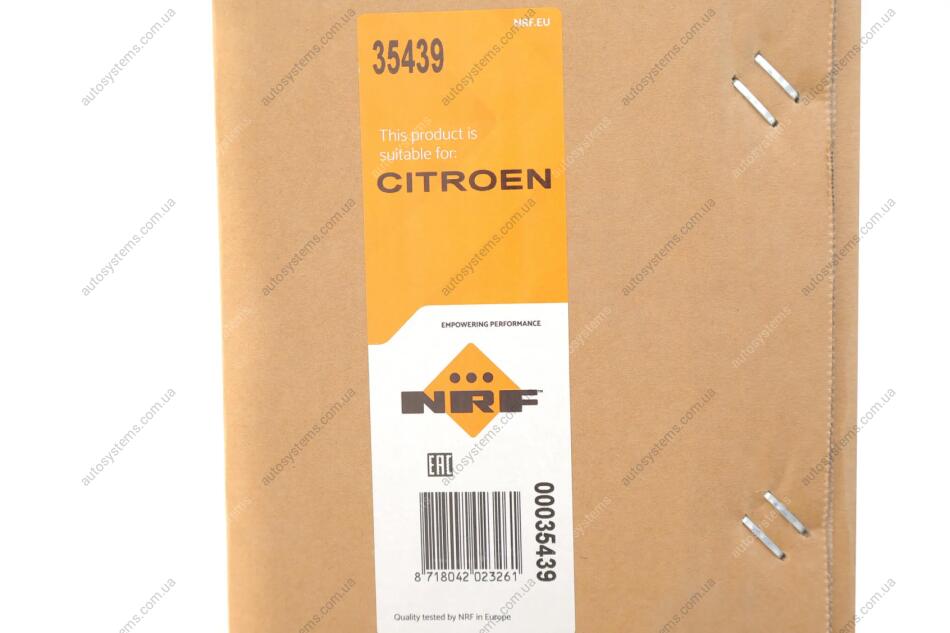 NRF.EU
35439
This product is
suitable for:
CITROEN
EMPOWERING PERFORMANCE
NRF™
EAC
00035439
8 718042 023261
Quality tested by NRF in Europe
autosystems.com.ua